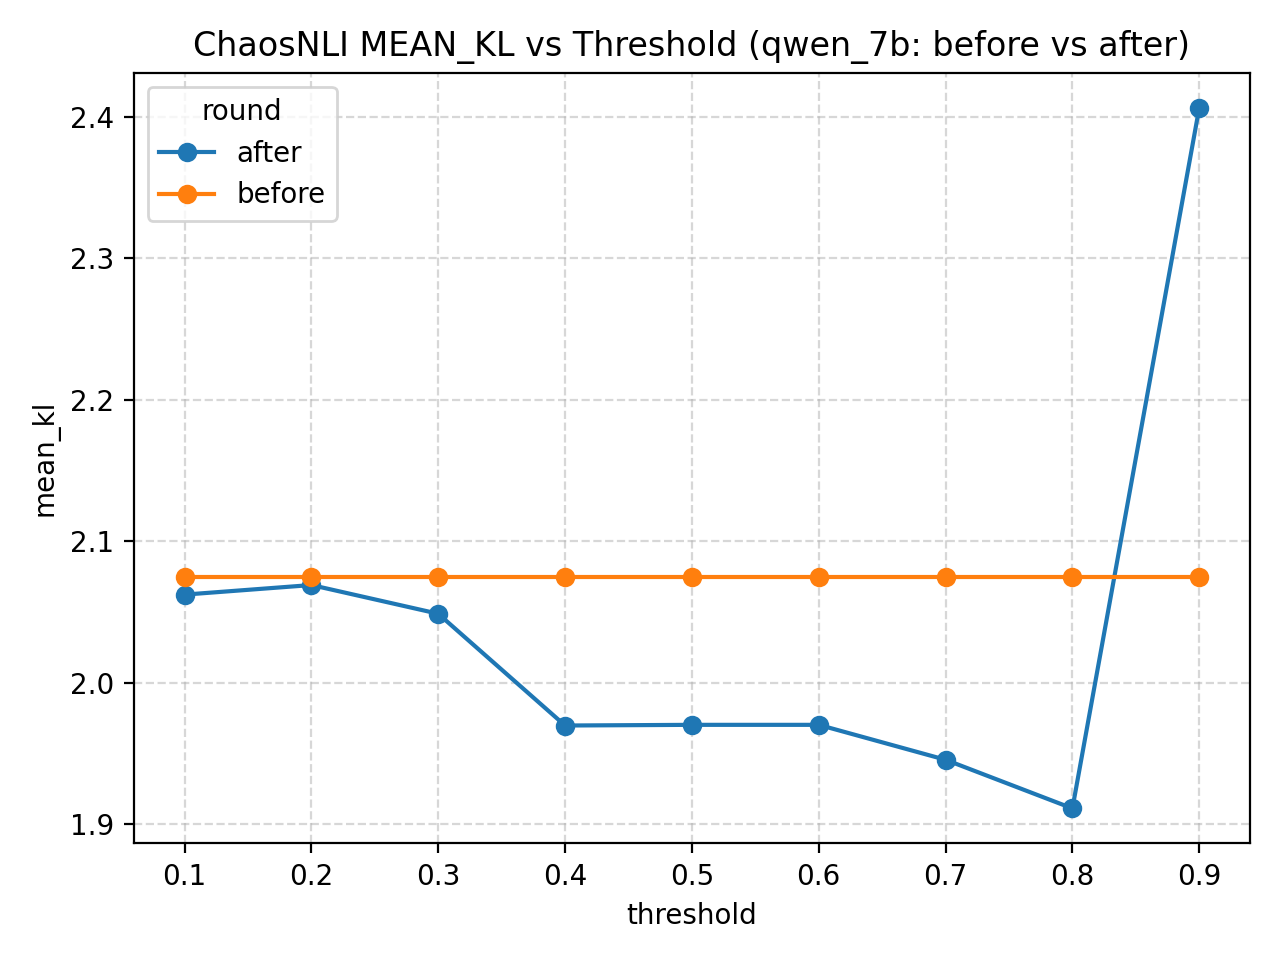 ChaosNLI MEAN_KL vs Threshold (qwen_7b: before vs after)
round
after
before
mean_kl
2.4
2.3
2.2
2.1
2.0
1.9
0.1 0.2 0.3 0.4 0.5 0.6 0.7 0.8 0.9
threshold